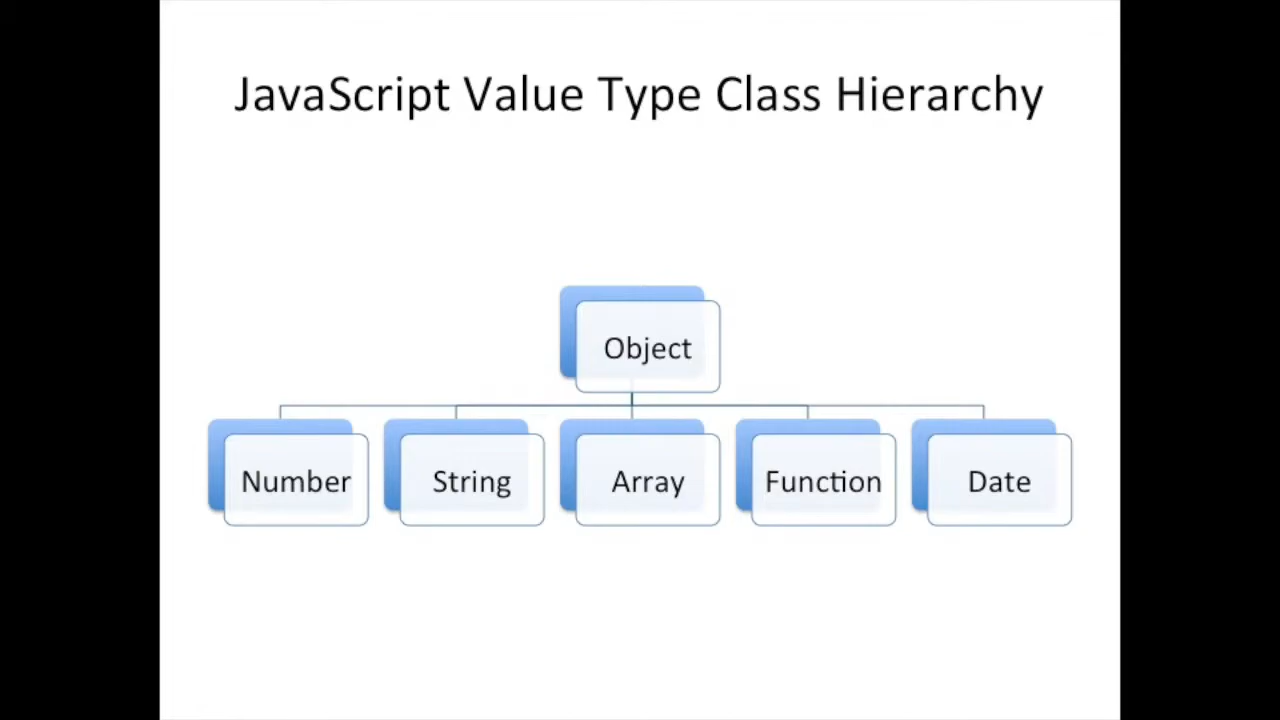 JavaScript Value Type Class Hierarchy
Object
Number
String
Array
Function
Date